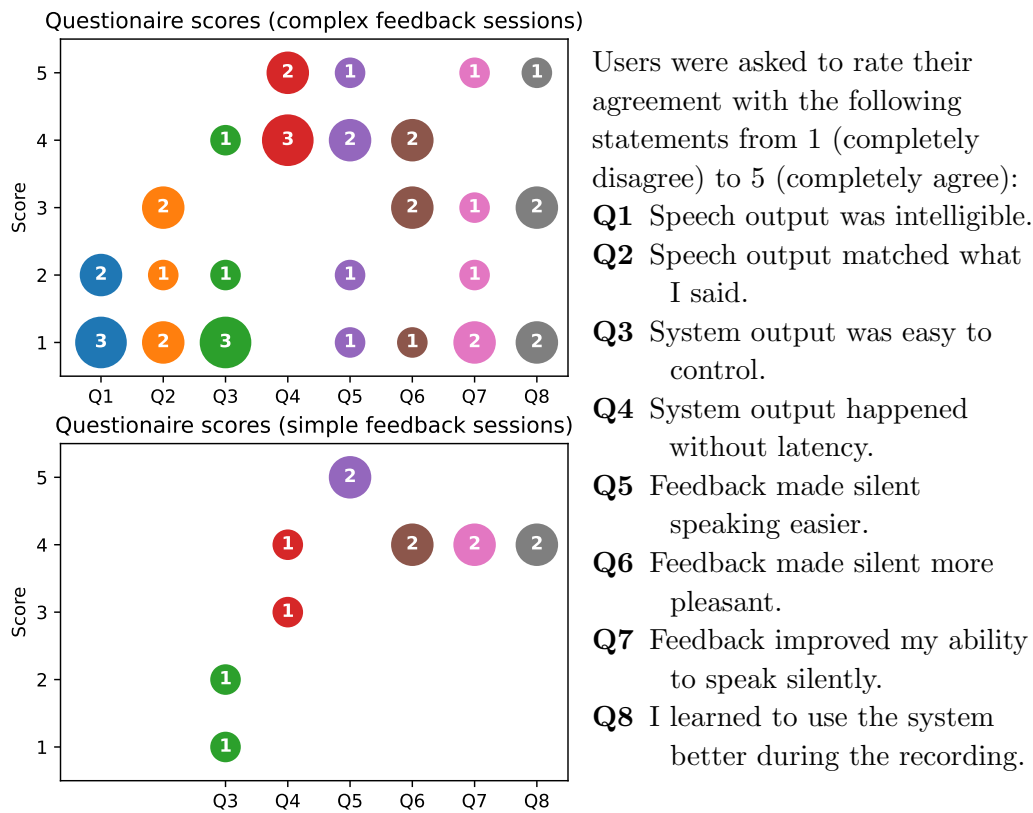 Questionaire scores (complex feedback sessions)
Score
5 2 1 1 1
4 1 3 2 2
3 2 2 1 2
2 2 1 1 1 1
1 3 2 3 1 1 2 2
Q1 Q2 Q3 Q4 Q5 Q6 Q7 Q8
Questionaire scores (simple feedback sessions)
Score
5 2
4 1 2 2 2
3 1
2 1
1 1
Q3 Q4 Q5 Q6 Q7 Q8
Users were asked to rate their
agreement with the following
statements from 1 (completely
disagree) to 5 (completely agree):
Q1 Speech output was intelligible.
Q2 Speech output matched what
I said.
Q3 System output was easy to
control.
Q4 System output happened
without latency.
Q5 Feedback made silent
speaking easier.
Q6 Feedback made silent more
pleasant.
Q7 Feedback improved my ability
to speak silently.
Q8 I learned to use the system
better during the recording.